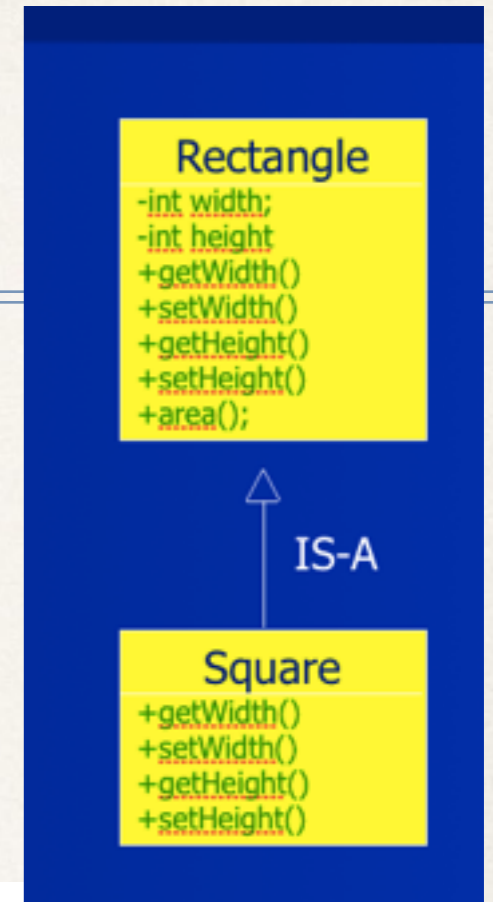 Rectangle
-int width;
-int height
+getWidth()
+setWidth()
+getHeight()
+setHeight()
+area();
IS-A
Square
+getWidth()
+setWidth()
+getHeight()
+setHeight()